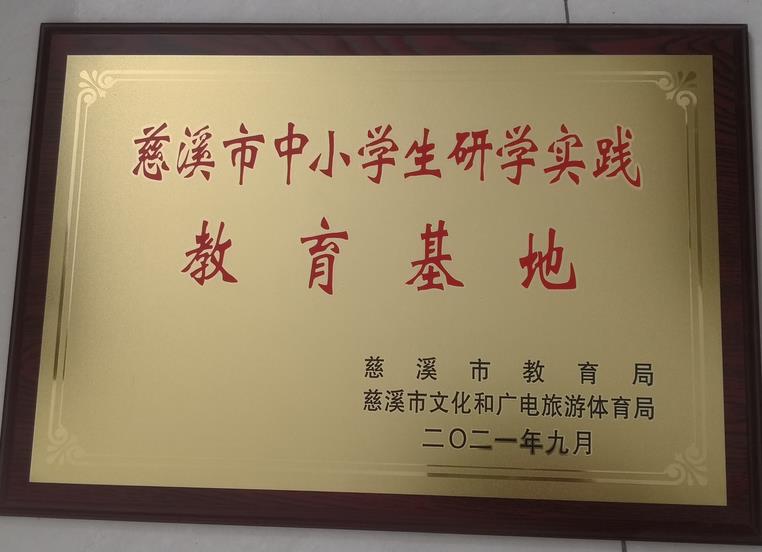 慈溪市中小学生研学实践
教育基地
慈溪市教育局
慈溪市文化和广电旅游体育局
二〇二一年九月